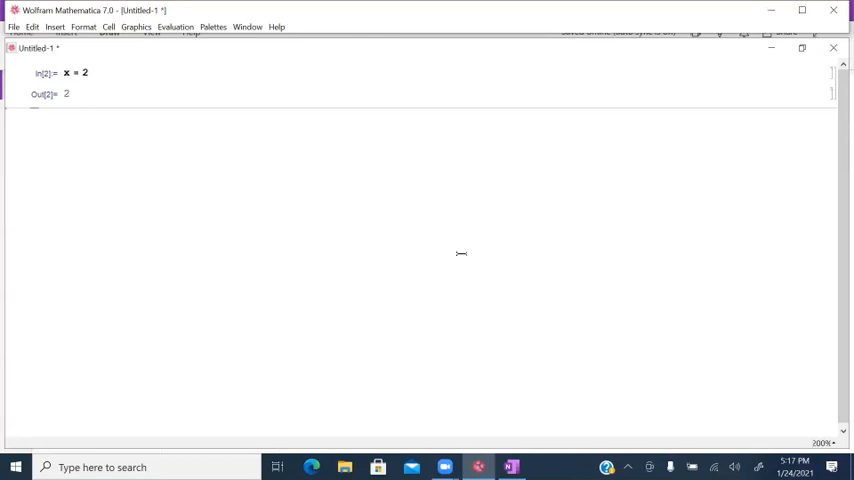 Wolfram Mathematica 7.0 - [Untitled-1 *]
File Edit Insert Format Cell Graphics Evaluation Palettes Window Help
Untitled-1 *
In[2]:= x = 2
Out[2]= 2
200%
Type here to search
5:17 PM
1/24/2021